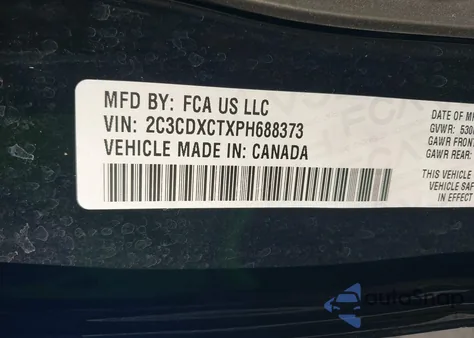 MFD BY: FCA US LLC
VIN: 2C3CDXCTXPH688373
VEHICLE MADE IN: CANADA
DATE OF M
GVWR: 530
GAWR FRONT
GAWR REAR:
THIS VEHICLE
VEHICLE SAF
IN EFFECT
autoSnap